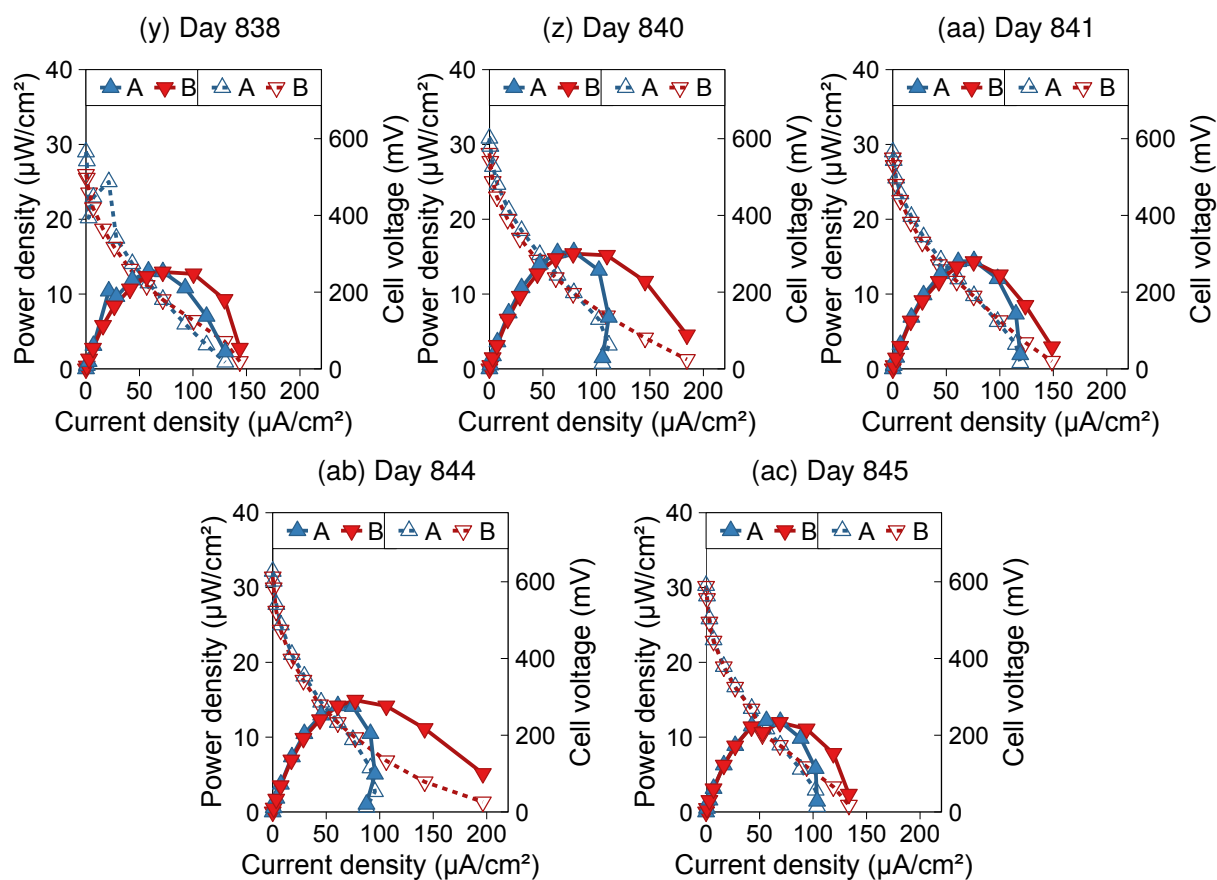 (y) Day 838
Power density (µW/cm²)
40
30
20
10
0
A B A B
600
400
200
0
Cell voltage (mV)
0 50 100 150 200
Current density (µA/cm²)
(z) Day 840
Power density (µW/cm²)
40
30
20
10
0
A B A B
600
400
200
0
Cell voltage (mV)
0 50 100 150 200
Current density (µA/cm²)
(aa) Day 841
Power density (µW/cm²)
40
30
20
10
0
A B A B
600
400
200
0
Cell voltage (mV)
0 50 100 150 200
Current density (µA/cm²)
(ab) Day 844
Power density (µW/cm²)
40
30
20
10
0
A B A B
600
400
200
0
Cell voltage (mV)
0 50 100 150 200
Current density (µA/cm²)
(ac) Day 845
Power density (µW/cm²)
40
30
20
10
0
A B A B
600
400
200
0
Cell voltage (mV)
0 50 100 150 200
Current density (µA/cm²)